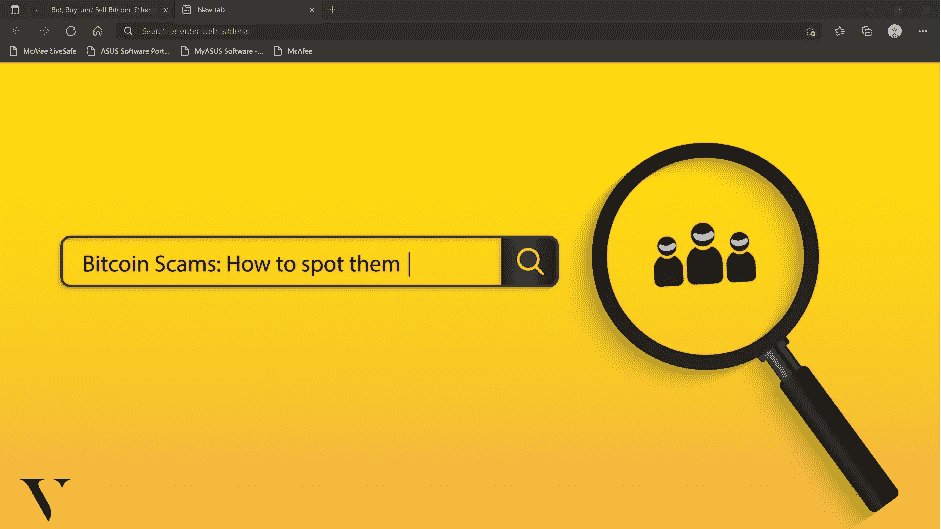 Bid, Buy, and Sell Bitcoin, Ether
New tab
Search or enter web address
McAfee LiveSafe
ASUS Software Port...
MyASUS Software -...
McAfee
Bitcoin Scams: How to spot them
V